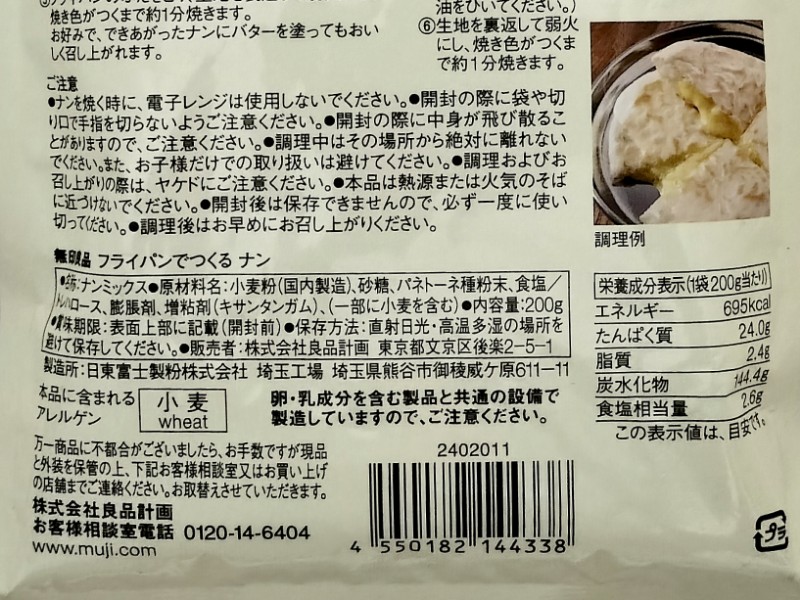 焼き色がつくまで約1分焼きます。
お好みで、できあがったナンにバターを塗ってもおい
しく召し上がれます。
油をひいてください。）
⑥生地を裏返して弱火
にし、焼き色がつくま
で約1分焼きます。
ご注意
●ナンを焼く時に、電子レンジは使用しないでください。●開封の際に袋や切
り口で手指を切らないようご注意ください。●開封の際に中身が飛び散るこ
とがありますので、ご注意ください。●調理中はその場所から絶対に離れない
でください。また、お子様だけでの取り扱いは避けてください。●調理およびお
召し上がりの際は、ヤケドにご注意ください。●本品は熱源または火気のそば
に近づけないでください。●開封後は保存できませんので、必ず一度に使い
切ってください。●調理後はお早めにお召し上がりください。
調理例
無印良品 フライパンでつくる ナン
●名称:ナンミックス●原材料名:小麦粉(国内製造)、砂糖、パネトーネ種粉末、食塩／
トレハロース、膨脹剤、増粘剤(キサンタンガム)、(一部に小麦を含む)●内容量:200g
●賞味期限:表面上部に記載(開封前)●保存方法:直射日光・高温多湿の場所を
避けて保存してください。●販売者:株式会社良品計画 東京都文京区後楽2-5-1
製造所:日東富士製粉株式会社 埼玉工場 埼玉県熊谷市御稜威ケ原611-11
本品に含まれる
アレルゲン
小麦
wheat
卵・乳成分を含む製品と共通の設備で
製造していますので、ご注意ください。
栄養成分表示(1袋200g当たり)
エネルギー 695kcal
たんぱく質 24.0g
脂質 2.4g
炭水化物 144.4g
食塩相当量 2.6g
この表示値は、目安です。
万一商品に不都合がございましたら、お手数ですが現品
と外装を保管の上、下記お客様相談室又はお買い上げ
の店舗までご連絡ください。お取替えさせていただきます。
株式会社良品計画
お客様相談室電話 0120-14-6404
www.muji.com
2402011
4 550182 144338
プラ